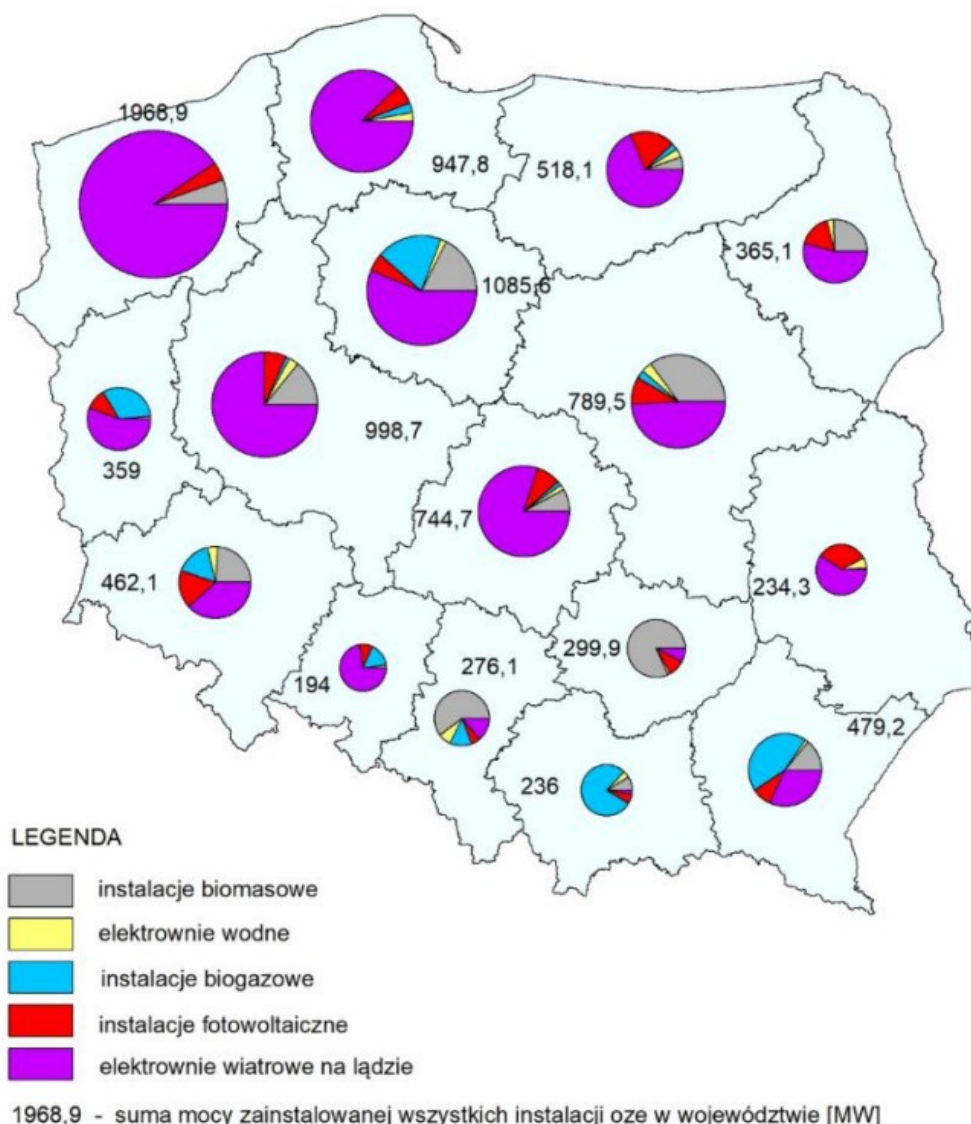 1968,9
947,8
518,1
365,1
1085,6
789,5
998,7
359
744,7
462,1
234,3
299,9
276,1
194
479,2
236
LEGENDA
instalacje biomasowe
elektrownie wodne
instalacje biogazowe
instalacje fotowoltaiczne
elektrownie wiatrowe na lądzie
1968,9 - suma mocy zainstalowanej wszystkich instalacji oze w województwie [MW]